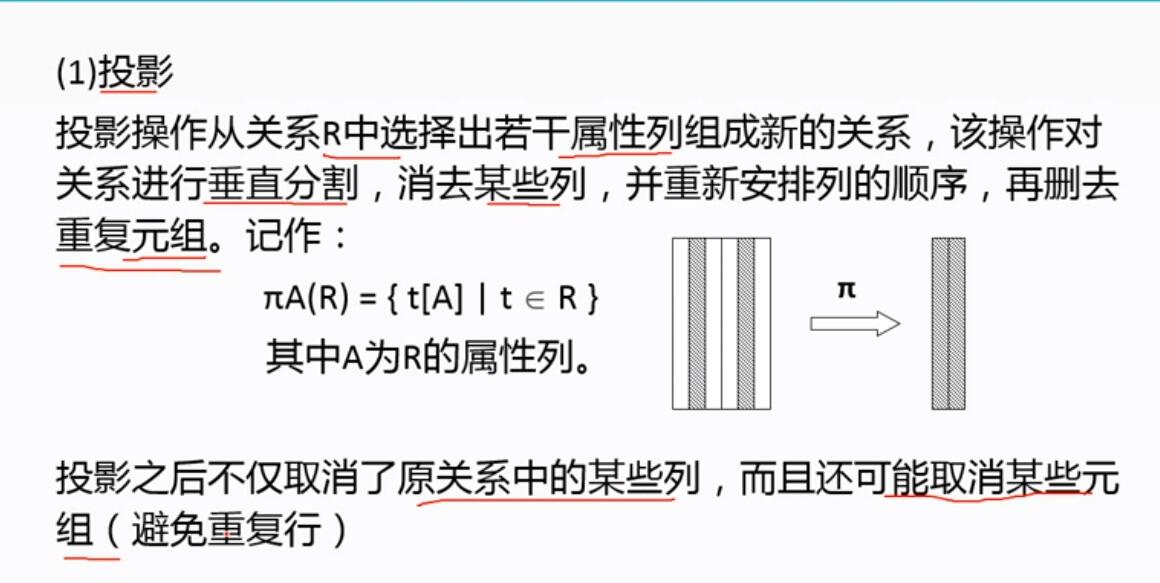 (1)投影
投影操作从关系R中选择出若干属性列组成新的关系，该操作对
关系进行垂直分割，消去某些列，并重新安排列的顺序，再删去
重复元组。记作：
πA(R) = { t[A] | t ∈ R }
π
其中A为R的属性列。
投影之后不仅取消了原关系中的某些列，而且还可能取消某些元
组（避免重复行）